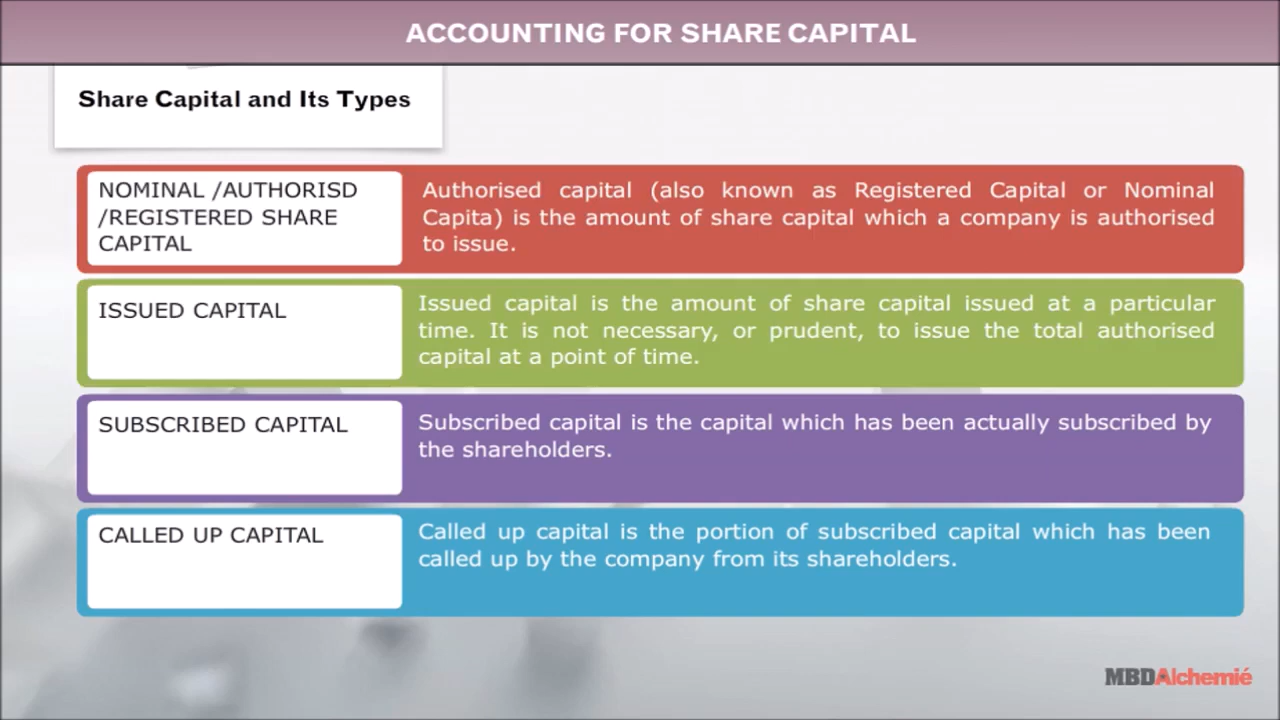 ACCOUNTING FOR SHARE CAPITAL
Share Capital and Its Types
NOMINAL /AUTHORISD
/REGISTERED SHARE
CAPITAL
Authorised capital (also known as Registered Capital or Nominal
Capita) is the amount of share capital which a company is authorised
to issue.
ISSUED CAPITAL
Issued capital is the amount of share capital issued at a particular
time. It is not necessary, or prudent, to issue the total authorised
capital at a point of time.
SUBSCRIBED CAPITAL
Subscribed capital is the capital which has been actually subscribed by
the shareholders.
CALLED UP CAPITAL
Called up capital is the portion of subscribed capital which has been
called up by the company from its shareholders.
MBDAlchemié